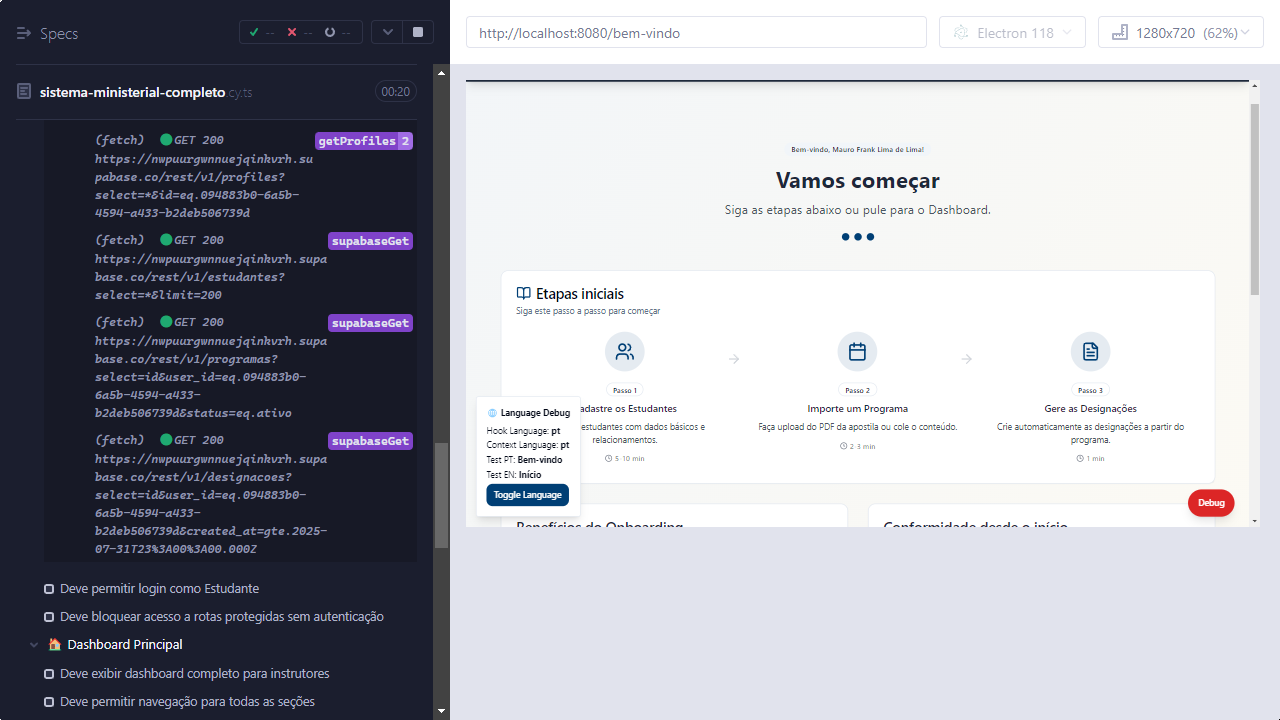 Specs
-- -- --
sistema-ministerial-completo cy.ts
00:20
(fetch) GET 200 getProfiles 2
https://nwpuurgwnnuejqinkvrh.su
pabase.co/rest/v1/profiles?
select=*&id=eq.094883b0-6a5b-
4594-a433-b2deb506739d
(fetch) GET 200 supabaseGet
https://nwpuurgwnnuejqinkvrh.supa
base.co/rest/v1/estudantes?
select=*&limit=200
(fetch) GET 200 supabaseGet
https://nwpuurgwnnuejqinkvrh.supa
base.co/rest/v1/programas?
select=id&user_id=eq.094883b0-
6a5b-4594-a433-
b2deb506739d&status=eq.ativo
(fetch) GET 200 supabaseGet
https://nwpuurgwnnuejqinkvrh.supa
base.co/rest/v1/designacoes?
select=id&user_id=eq.094883b0-
6a5b-4594-a433-
b2deb506739d&created_at=gte.2025-
07-31T23%3A00%3A00.000Z
Deve permitir login como Estudante
Deve bloquear acesso a rotas protegidas sem autenticação
Dashboard Principal
Deve exibir dashboard completo para instrutores
Deve permitir navegação para todas as seções
http://localhost:8080/bem-vindo
Electron 118
1280x720 (62%)
Bem-vindo, Mauro Frank Lima de Lima!
Vamos começar
Siga as etapas abaixo ou pule para o Dashboard.
Etapas iniciais
Siga este passo a passo para começar
Passo 1
adastre os Estudantes
estudantes com dados básicos e
relacionamentos.
5-10 min
Passo 2
Importe um Programa
Faça upload do PDF da apostila ou cole o conteúdo.
2-3 min
Passo 3
Gere as Designações
Crie automaticamente as designações a partir do
programa.
1 min
Language Debug
Hook Language: pt
Context Language: pt
Test PT: Bem-vindo
Test EN: Início
Toggle Language
Debug
Benefícios do Onboarding
Conformidade desde o início